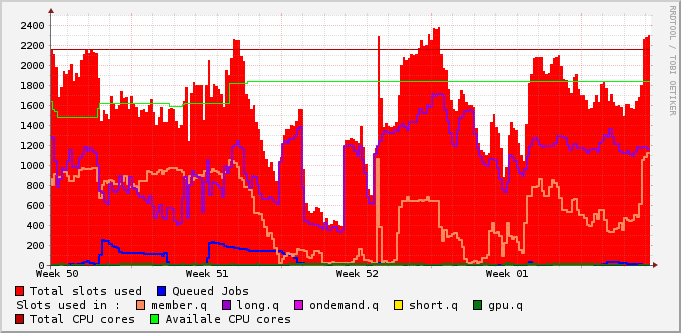 2400
2200
2000
1800
1600
1400
1200
1000
800
600
400
200
0
Week 50 Week 51 Week 52 Week 01
Total slots used Queued Jobs
Slots used in : member.q long.q ondemand.q short.q gpu.q
Total CPU cores Availale CPU cores
RRDTOOL / TOBI OETIKER